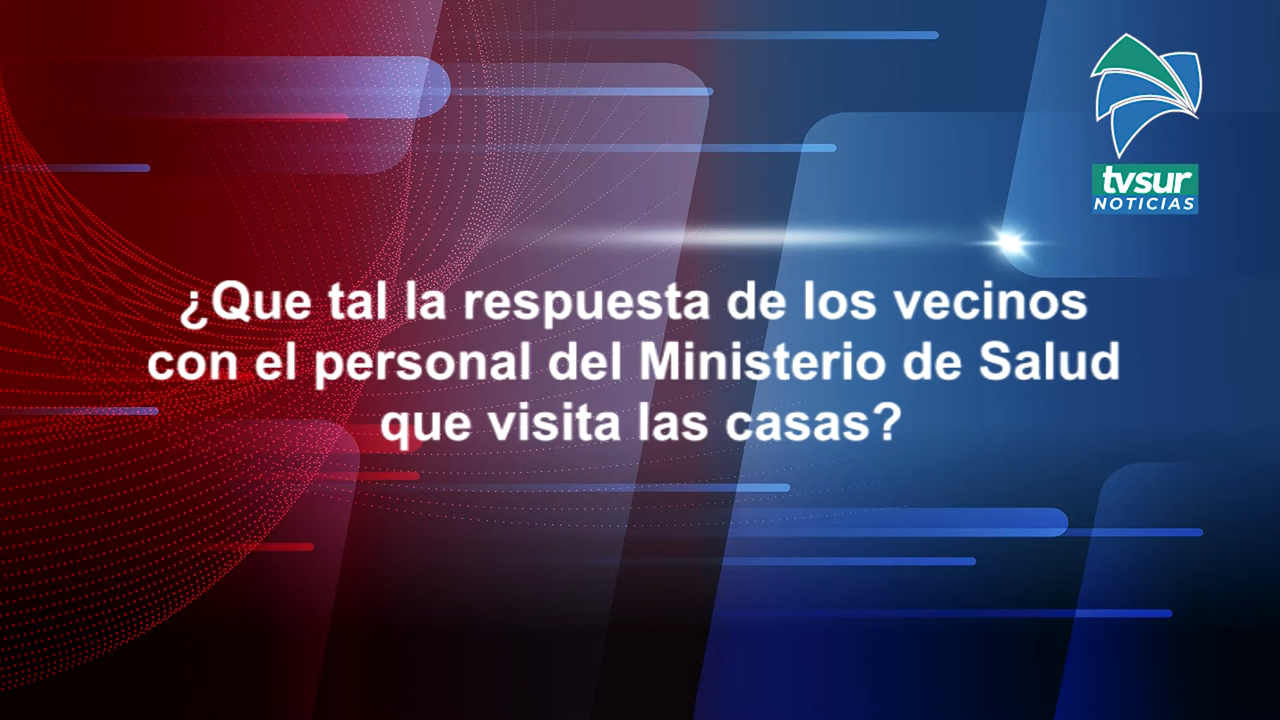 tvsur
NOTICIAS
¿Que tal la respuesta de los vecinos
con el personal del Ministerio de Salud
que visita las casas?